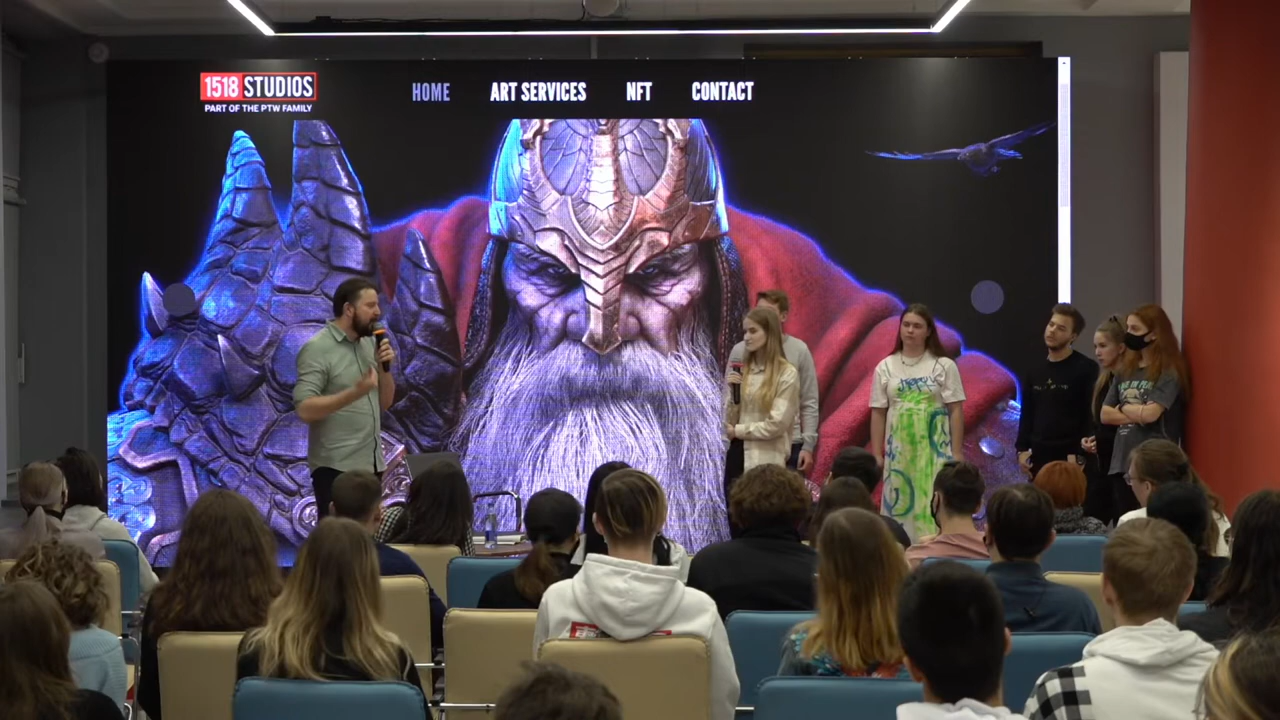 1518 STUDIOS
PART OF THE PTW FAMILY
HOME ART SERVICES NFT CONTACT